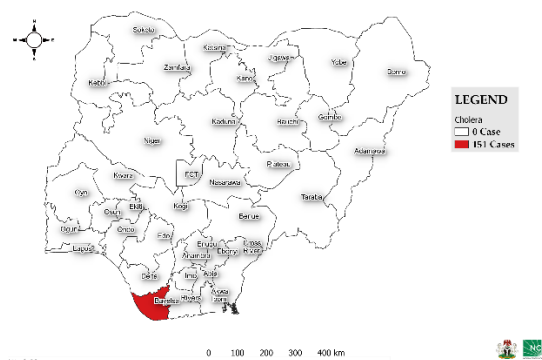 N
W E
S
Sokoto
Katsina
Jigawa
Yobe
Borno
Zamfara
Kano
Kebbi
Kaduna
Bauchi
Gombe
Niger
Adamawa
Plateau
FCT
Kwara
Nasarawa
Taraba
Oyo
Kogi
Ekiti
Osun
Benue
Ogun
Ondo
Edo
Enugu
Cross
River
Lagos
Ebonyi
Anambra
Delta
Imo
Abia
Bayelsa
Rivers
Akwa
Ibom
LEGEND
Cholera
0 Case
151 Cases
0 100 200 300 400 km
NC